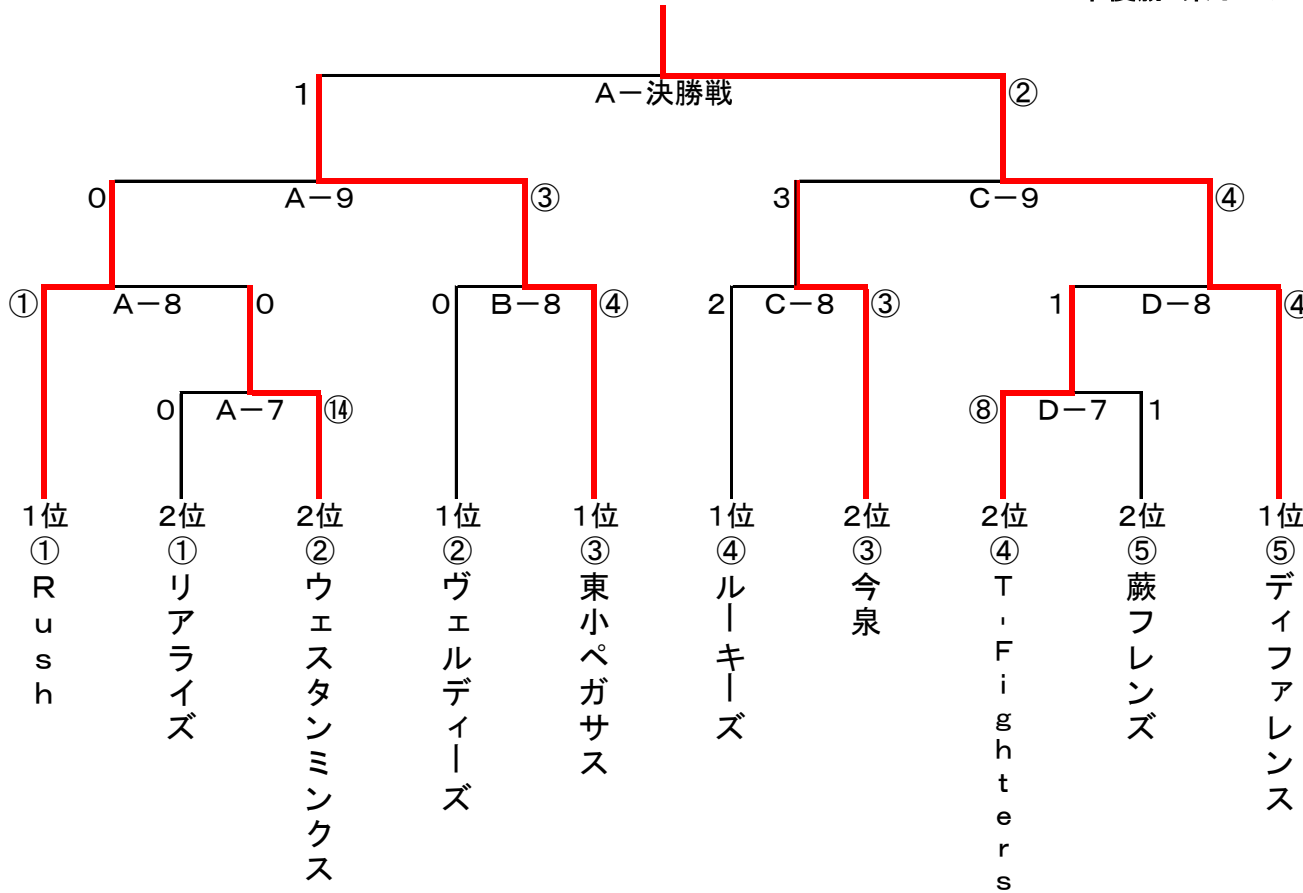 1 A－決勝戦 ②
0 A－9 ③ 3 C－9 ④
① A－8 0 0 B－8 ④ 2 C－8 ③ 1 D－8 ④
0 A－7 ⑭ ⑧ D－7 1
1位 2位 2位 1位 1位 1位 2位 2位 2位 1位
① ① ② ② ③ ④ ③ ④ ⑤ ⑤
Rush
リアライズ
ウェスタンミンクス
ヴェルディーズ
東小ペガサス
ルーキーズ
今泉
T-Fighters
蕨フレンズ
ディファレンス